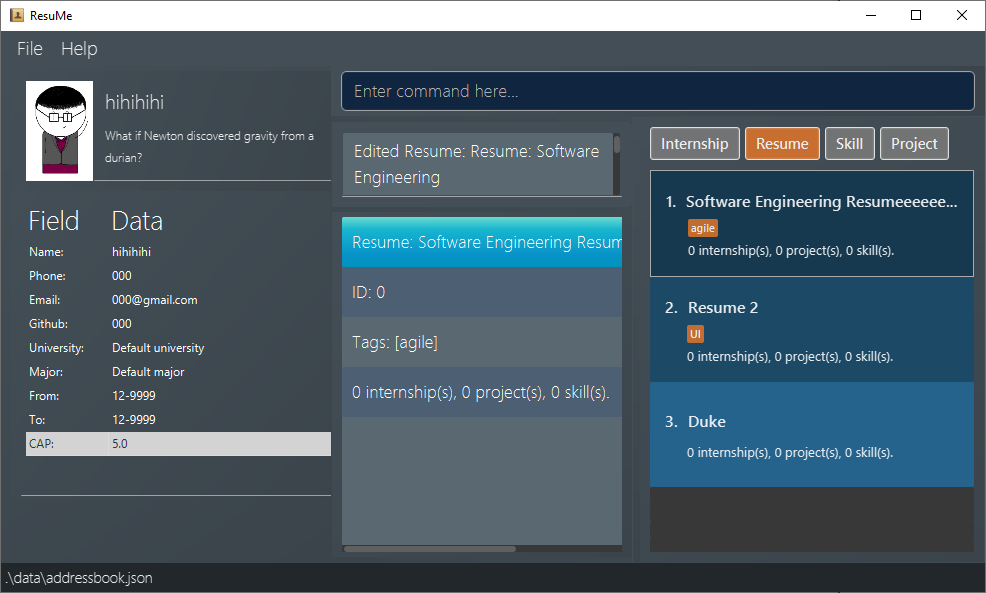 ResuMe
File Help
hihihihi
What if Newton discovered gravity from a
durian?
Field Data
Name: hihihihi
Phone: 000
Email: 000@gmail.com
Github: 000
University: Default university
Major: Default major
From: 12-9999
To: 12-9999
CAP: 5.0
Enter command here...
Edited Resume: Resume: Software
Engineering
Resume: Software Engineering Resum
ID: 0
Tags: [agile]
0 internship(s), 0 project(s), 0 skill(s).
Internship Resume Skill Project
1. Software Engineering Resumeeeeee...
agile
0 internship(s), 0 project(s), 0 skill(s).
2. Resume 2
UI
0 internship(s), 0 project(s), 0 skill(s).
3. Duke
0 internship(s), 0 project(s), 0 skill(s).
.\data\addressbook.json